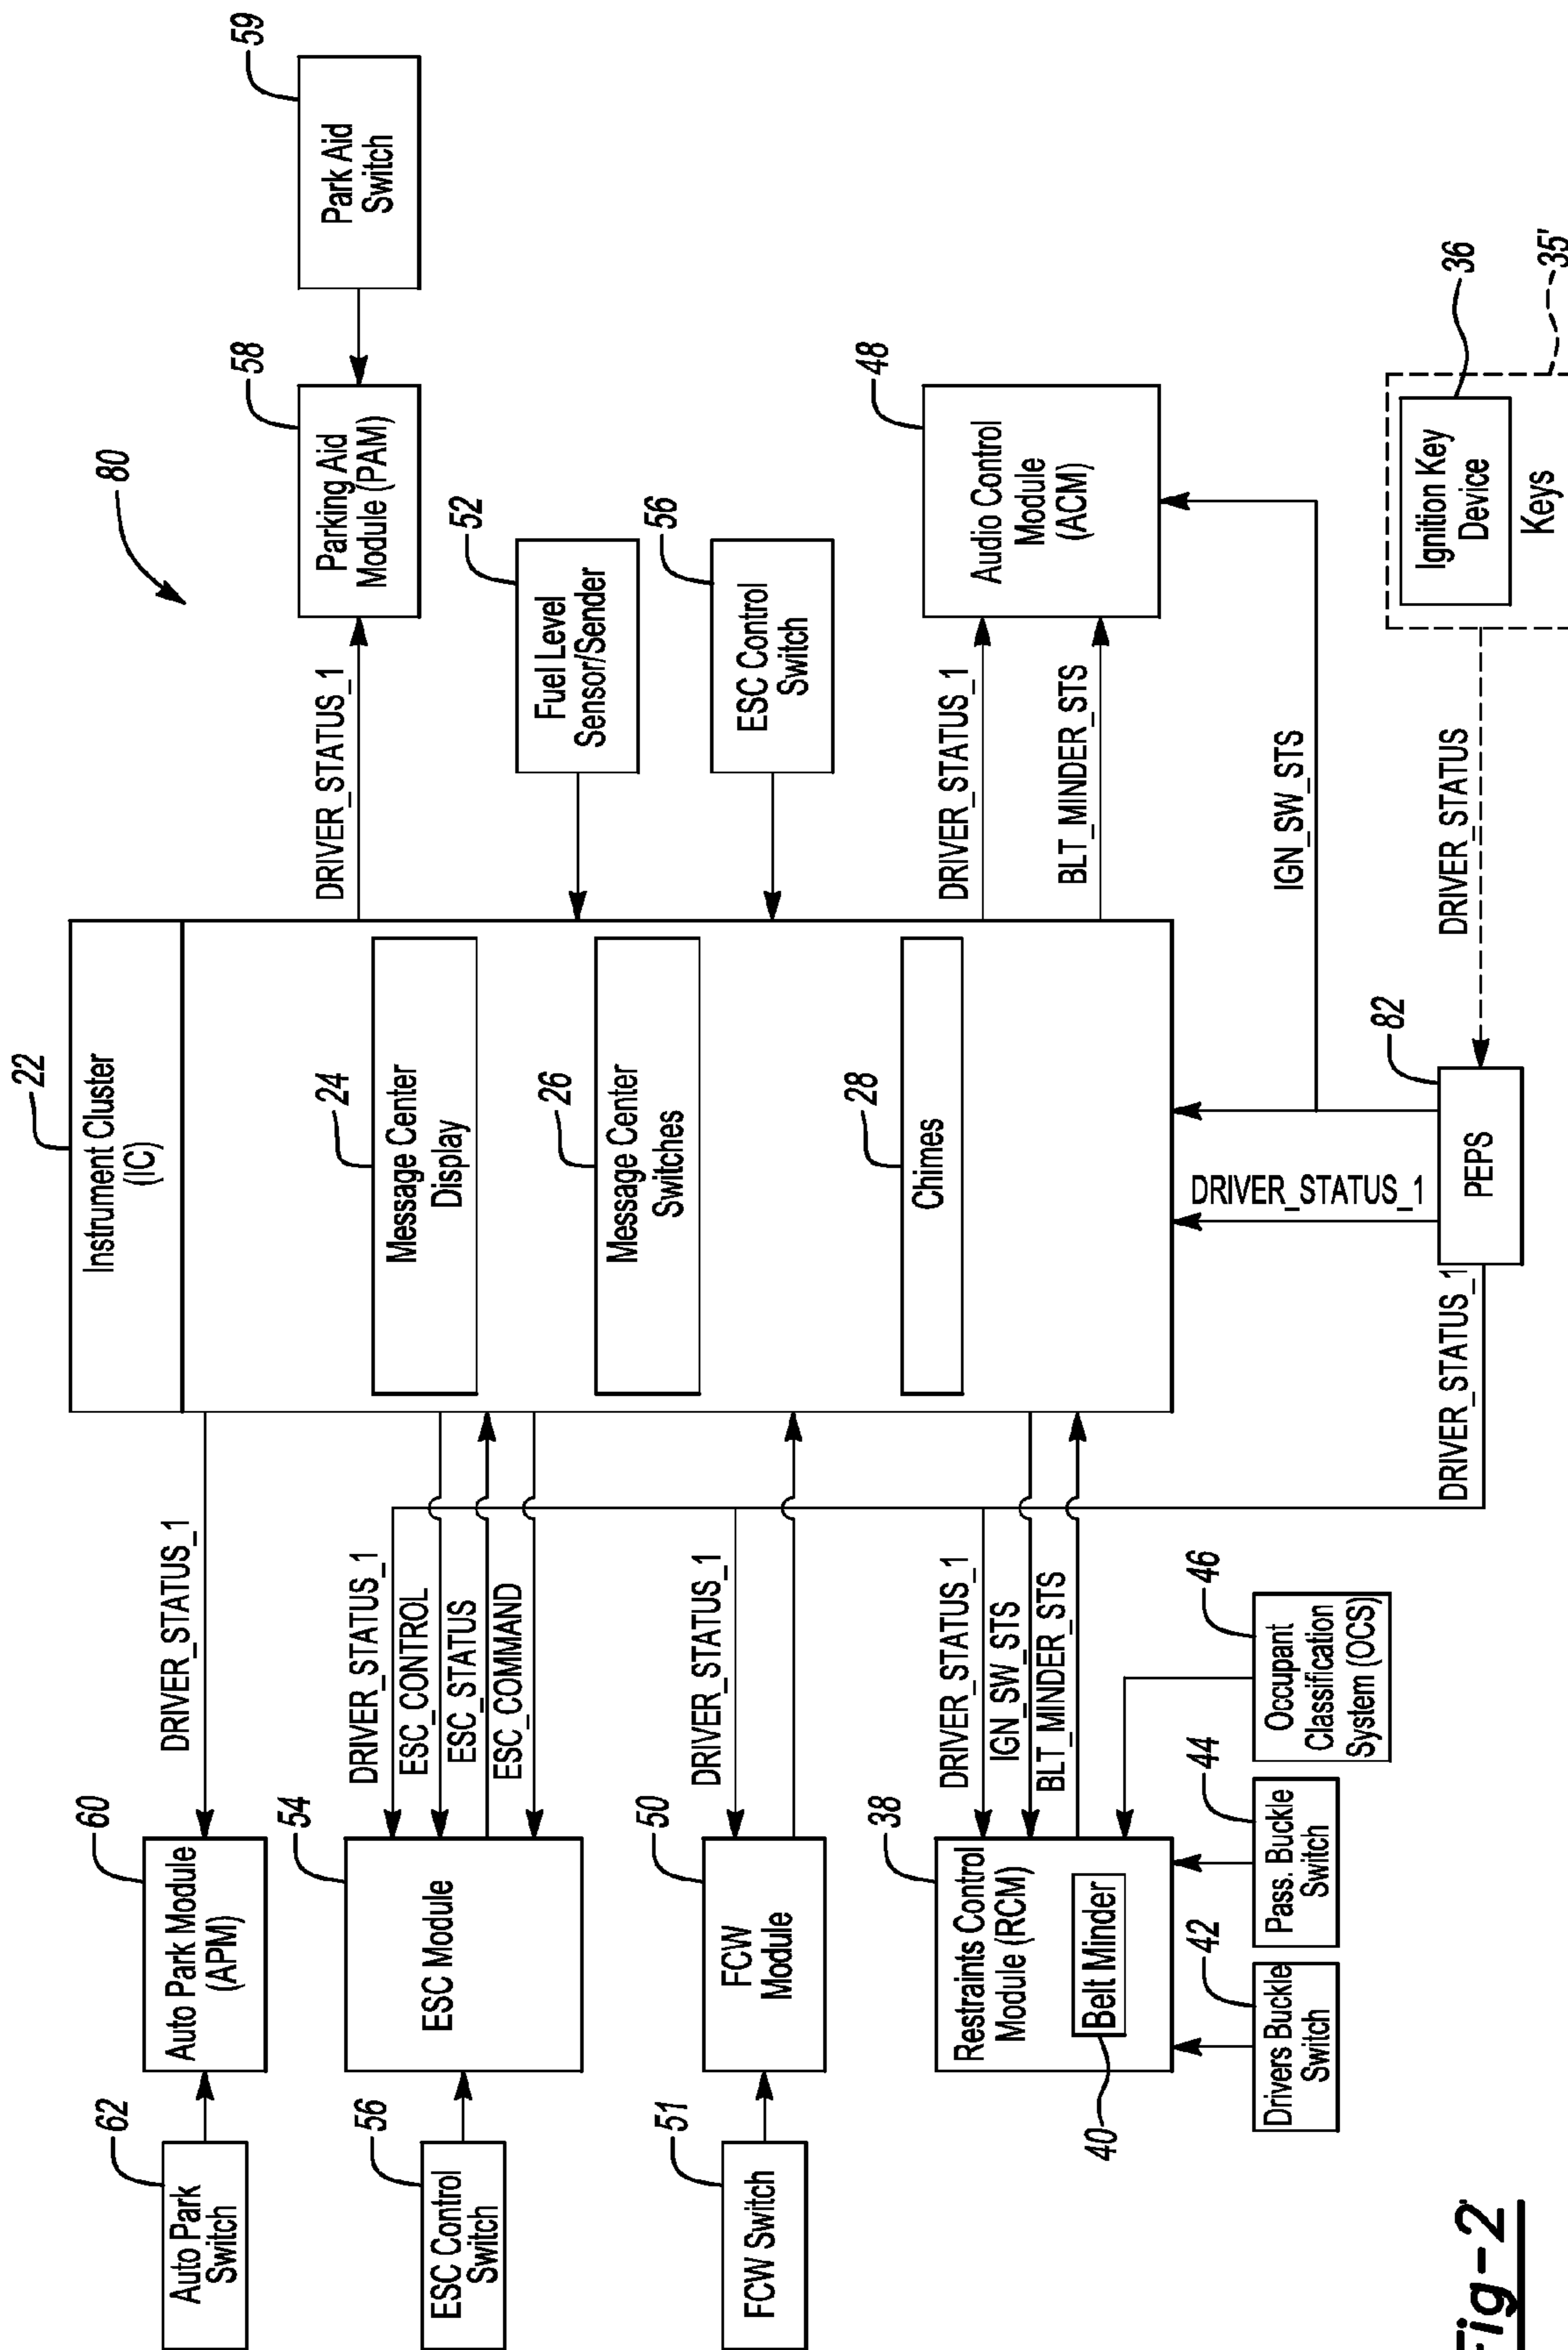 80
22
Instrument Cluster
(IC)
24
Message Center
Display
26
Message Center
Switches
28
Chimes
62
Auto Park
Switch
60
Auto Park Module
(APM)
DRIVER_STATUS_1
56
ESC Control
Switch
54
ESC Module
DRIVER_STATUS_1
ESC_CONTROL
ESC_STATUS
ESC_COMMAND
51
FCW Switch
50
FCW
Module
DRIVER_STATUS_1
38
Restraints Control
Module (RCM)
Belt Minder
40
DRIVER_STATUS_1
IGN_SW_STS
BLT_MINDER_STS
42
Drivers Buckle
Switch
44
Pass. Buckle
Switch
46
Occupant
Classification
System (OCS)
DRIVER_STATUS_1
58
Parking Aid
Module (PAM)
59
Park Aid
Switch
52
Fuel Level
Sensor/Sender
56
ESC Control
Switch
DRIVER_STATUS_1
BLT_MINDER_STS
48
Audio Control
Module
(ACM)
IGN_SW_STS
DRIVER_STATUS_1
DRIVER_STATUS_1
82
PEPS
DRIVER_STATUS
36
Ignition Key
Device
Keys
35'
Fig-2